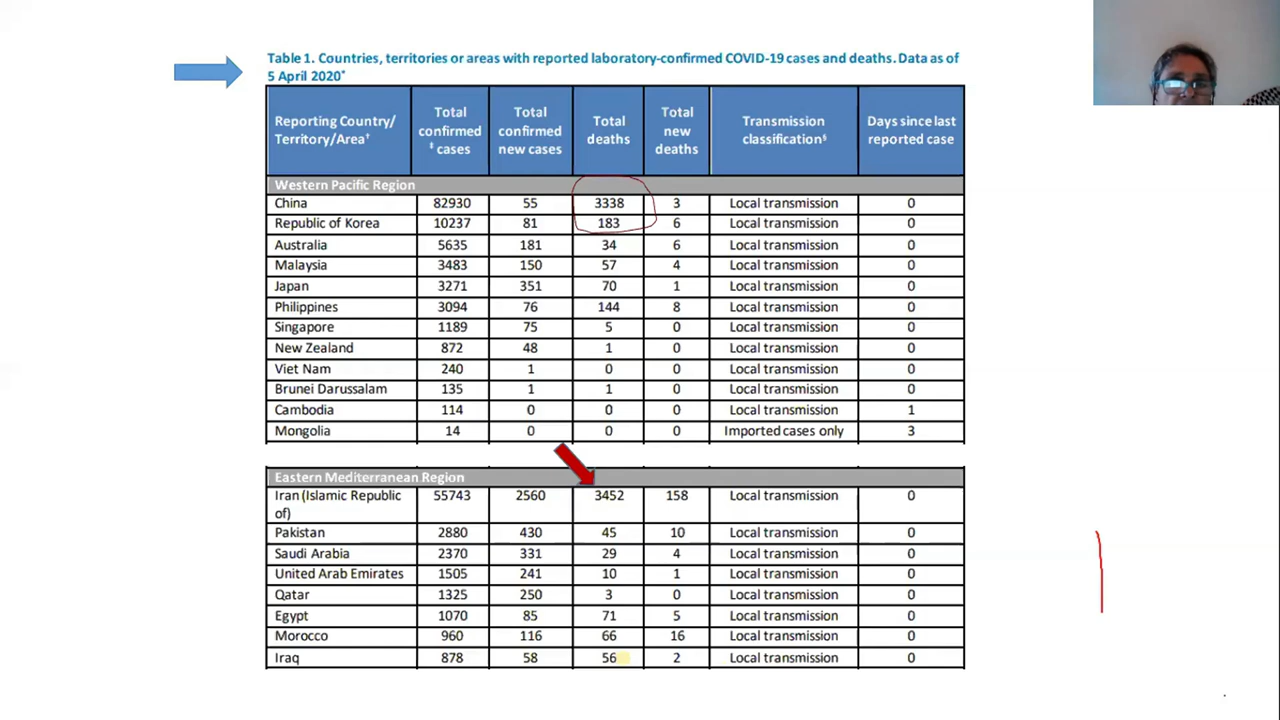 Table 1. Countries, territories or areas with reported laboratory-confirmed COVID-19 cases and deaths. Data as of
5 April 2020*
Reporting Country/ Territory/Area† Total confirmed ‡ cases Total confirmed new cases Total deaths Total new deaths Transmission classification§ Days since last reported case
Western Pacific Region
China 82930 55 3338 3 Local transmission 0
Republic of Korea 10237 81 183 6 Local transmission 0
Australia 5635 181 34 6 Local transmission 0
Malaysia 3483 150 57 4 Local transmission 0
Japan 3271 351 70 1 Local transmission 0
Philippines 3094 76 144 8 Local transmission 0
Singapore 1189 75 5 0 Local transmission 0
New Zealand 872 48 1 0 Local transmission 0
Viet Nam 240 1 0 0 Local transmission 0
Brunei Darussalam 135 1 1 0 Local transmission 0
Cambodia 114 0 0 0 Local transmission 1
Mongolia 14 0 0 0 Imported cases only 3
Eastern Mediterranean Region
Iran (Islamic Republic of) 55743 2560 3452 158 Local transmission 0
Pakistan 2880 430 45 10 Local transmission 0
Saudi Arabia 2370 331 29 4 Local transmission 0
United Arab Emirates 1505 241 10 1 Local transmission 0
Qatar 1325 250 3 0 Local transmission 0
Egypt 1070 85 71 5 Local transmission 0
Morocco 960 116 66 16 Local transmission 0
Iraq 878 58 56 2 Local transmission 0